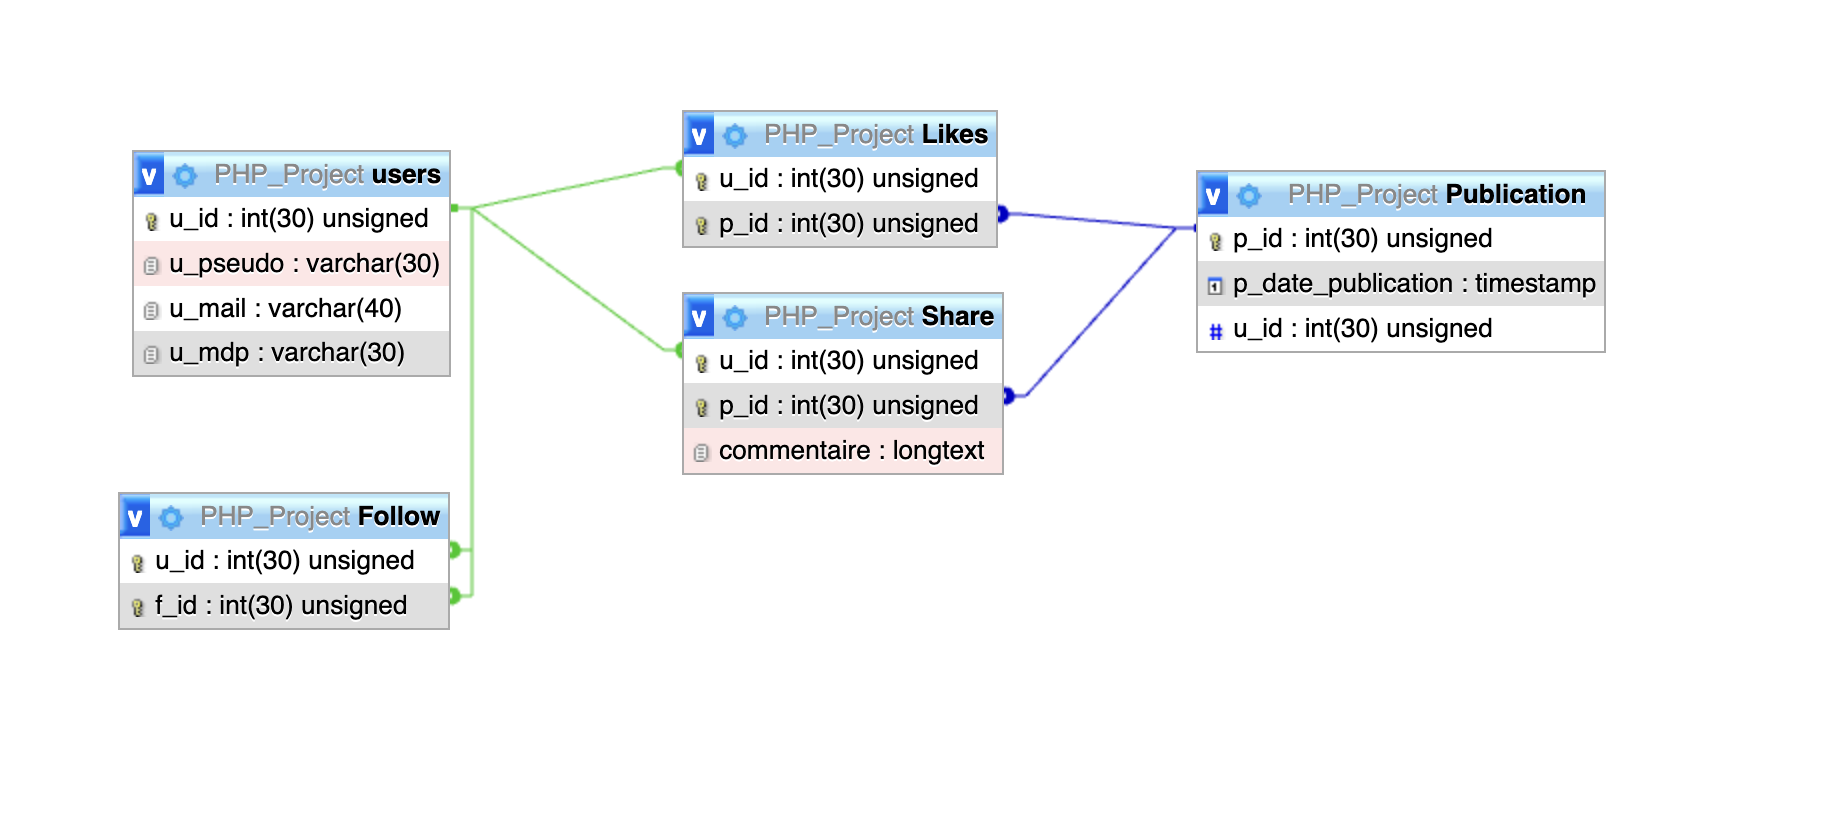 v PHP_Project users
u_id : int(30) unsigned
u_pseudo : varchar(30)
u_mail : varchar(40)
u_mdp : varchar(30)
v PHP_Project Follow
u_id : int(30) unsigned
f_id : int(30) unsigned
v PHP_Project Likes
u_id : int(30) unsigned
p_id : int(30) unsigned
v PHP_Project Share
u_id : int(30) unsigned
p_id : int(30) unsigned
commentaire : longtext
v PHP_Project Publication
p_id : int(30) unsigned
p_date_publication : timestamp
# u_id : int(30) unsigned